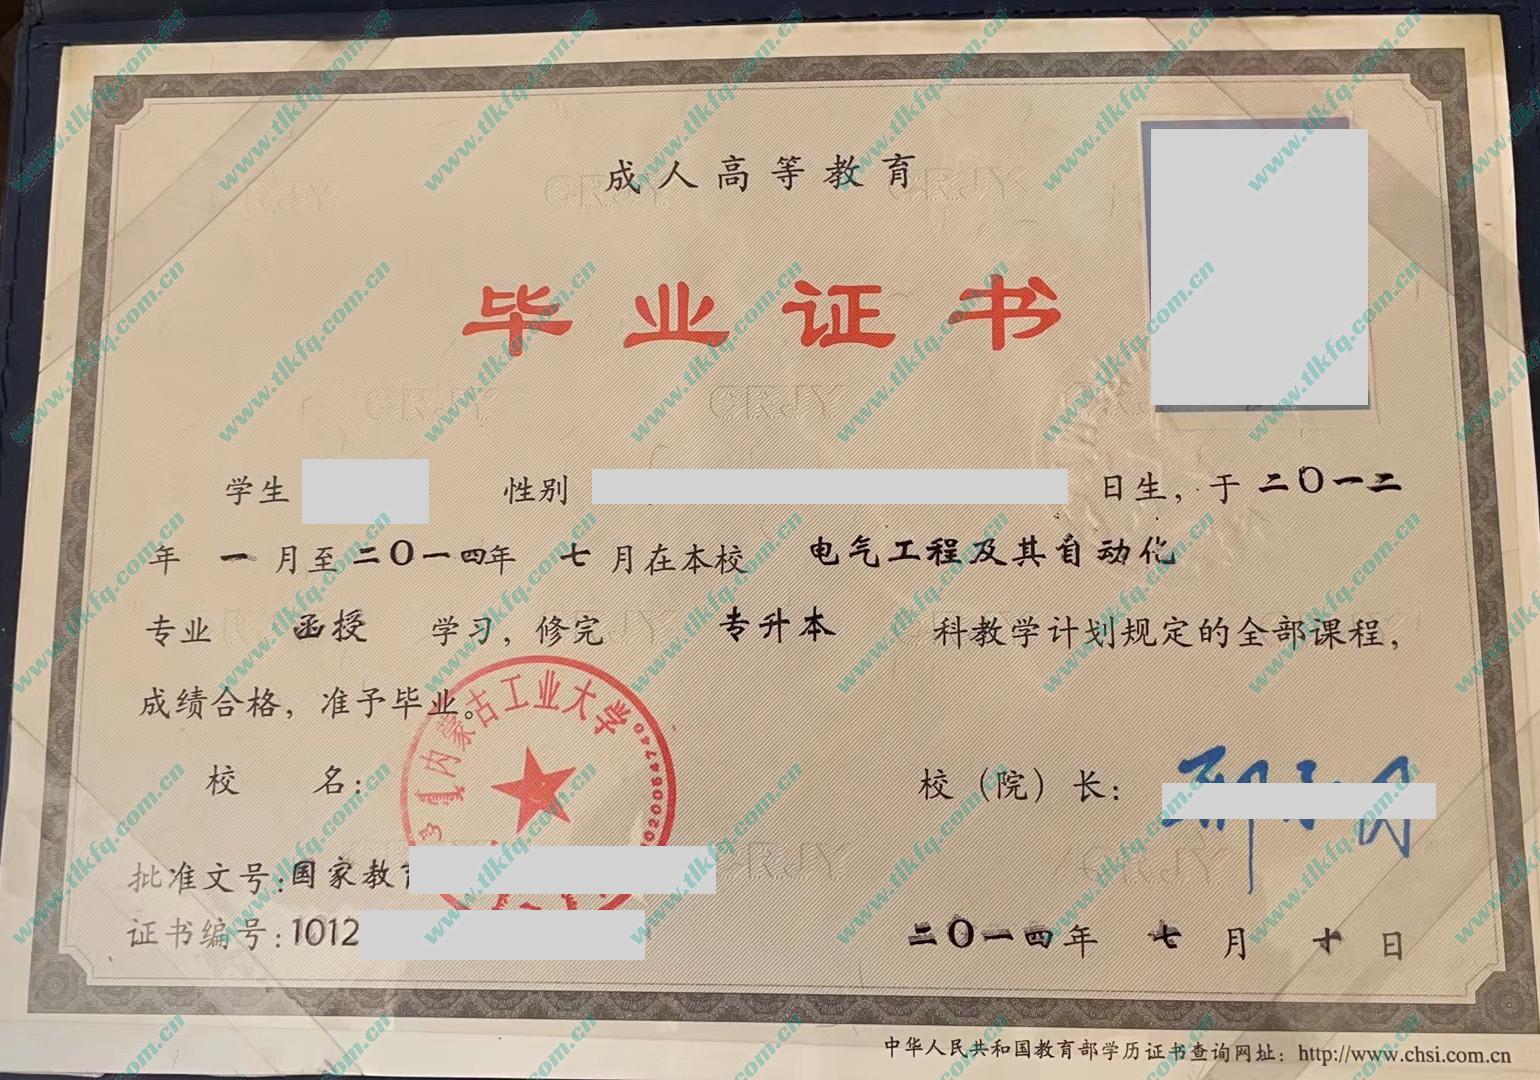 成人高等教育
毕业证书
学生 性别 日生，于二〇一二
年 一 月至二〇一四年 七 月在本校 电气工程及其自动化
专业 函授 学习，修完 专升本 科教学计划规定的全部课程，
成绩合格，准予毕业。
内蒙古工业大学
校 名： 校（院）长：
批准文号：国家教育
证书编号：1012
二〇一四年 七 月 十 日
中华人民共和国教育部学历证书查询网址：http://www.chsi.com.cn
www.tlkfq.com.cn